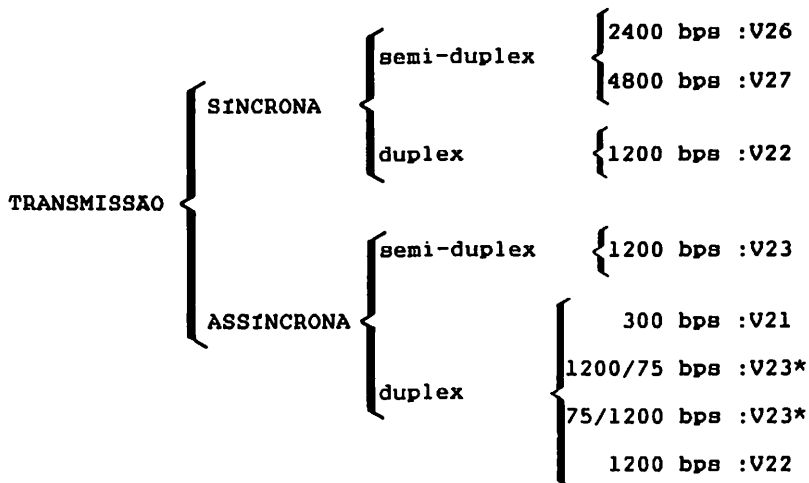 2400 bps :V26
semi-duplex
4800 bps :V27
SÍNCRONA
duplex 1200 bps :V22
TRANSMISSÃO
semi-duplex 1200 bps :V23
ASSÍNCRONA 300 bps :V21
1200/75 bps :V23*
duplex
75/1200 bps :V23*
1200 bps :V22